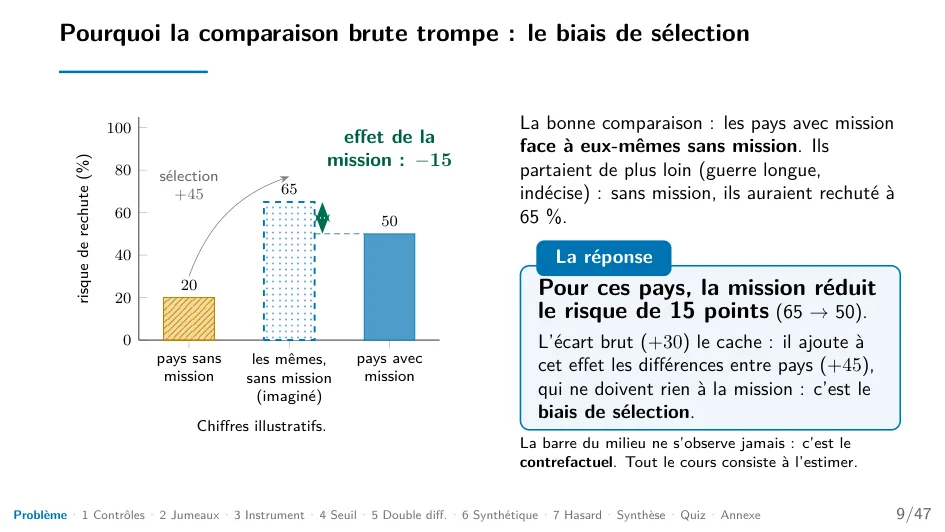 Pourquoi la comparaison brute trompe : le biais de sélection
risque de rechute (%)
100
80
60
40
20
0
sélection
+45
effet de la
mission : −15
20
65
50
pays sans
mission
les mêmes,
sans mission
(imaginé)
pays avec
mission
Chiffres illustratifs.
La bonne comparaison : les pays avec mission
face à eux-mêmes sans mission. Ils
partaient de plus loin (guerre longue,
indécise) : sans mission, ils auraient rechuté à
65 %.
La réponse
Pour ces pays, la mission réduit
le risque de 15 points (65 → 50).
L'écart brut (+30) le cache : il ajoute à
cet effet les différences entre pays (+45),
qui ne doivent rien à la mission : c'est le
biais de sélection.
La barre du milieu ne s'observe jamais : c'est le
contrefactuel. Tout le cours consiste à l'estimer.
Problème · 1 Contrôles · 2 Jumeaux · 3 Instrument · 4 Seuil · 5 Double diff. · 6 Synthétique · 7 Hasard · Synthèse · Quiz · Annexe
9/47